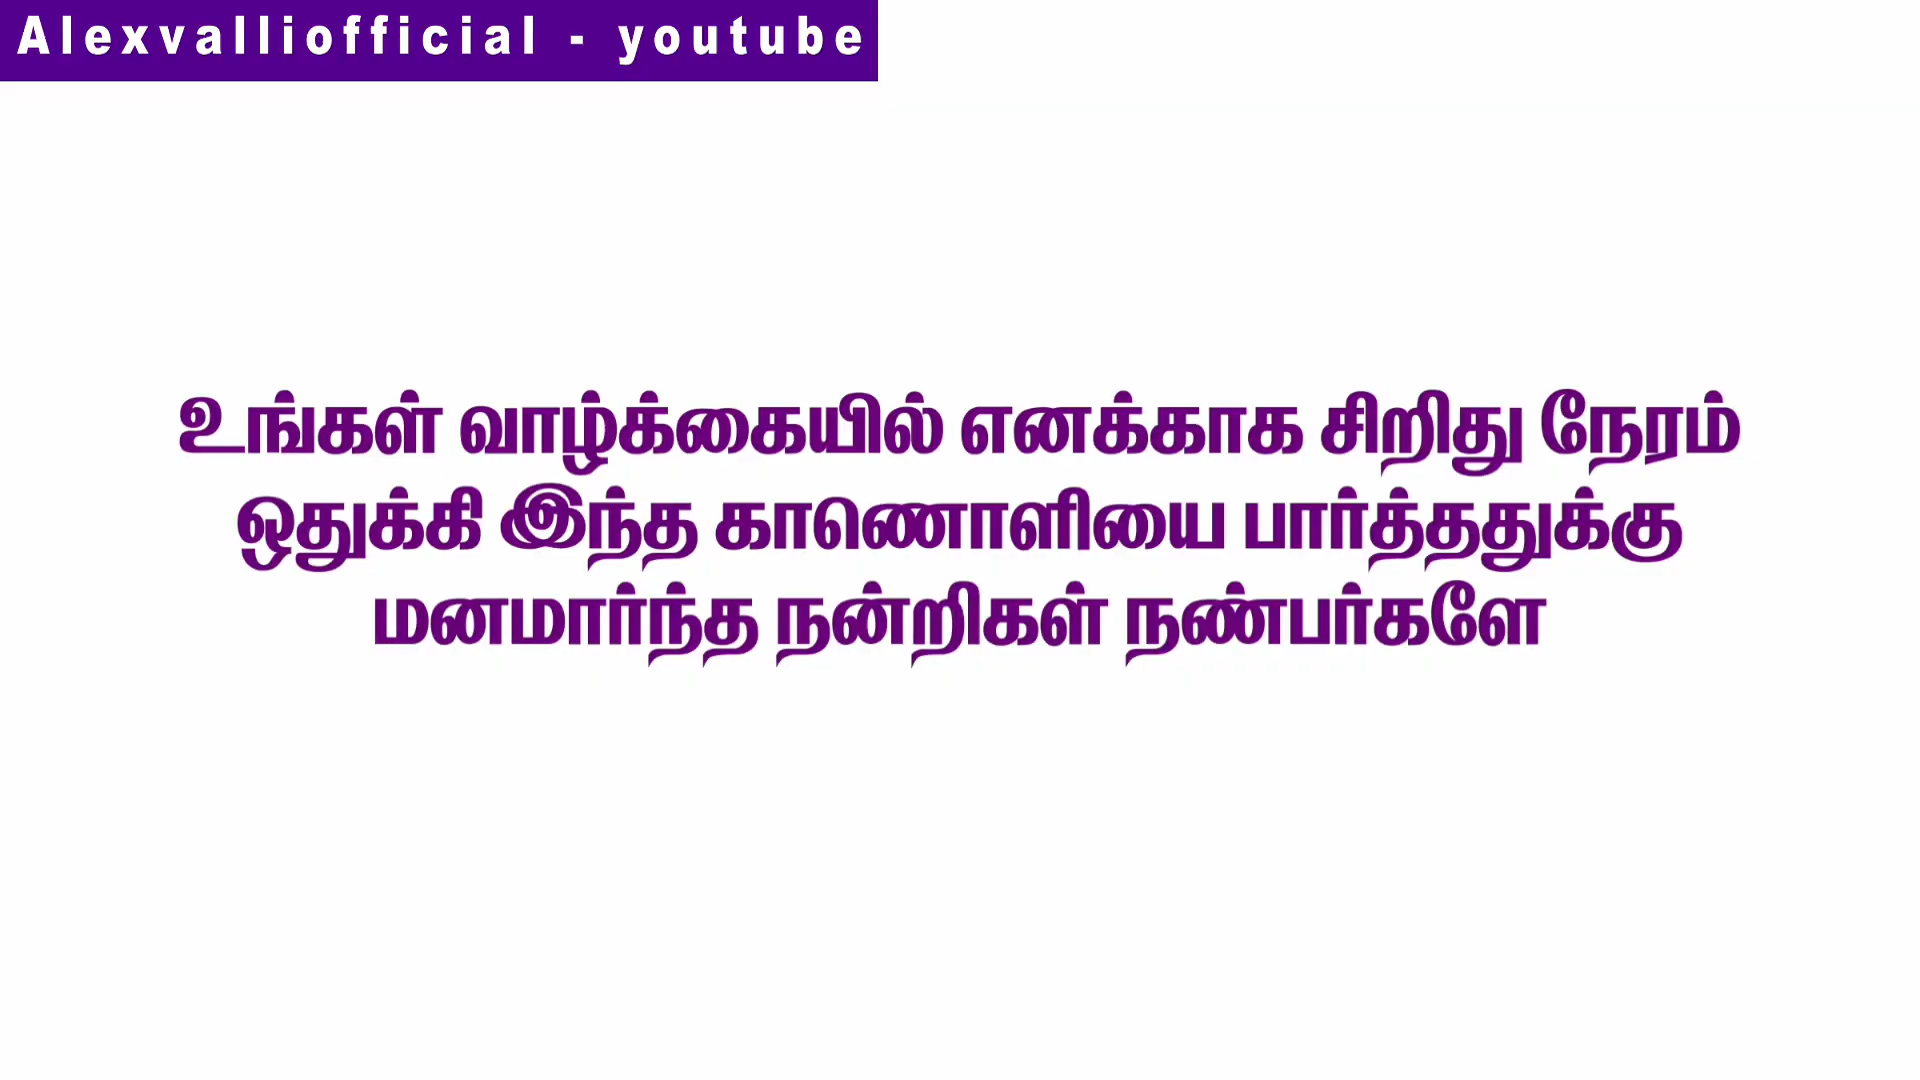 Alexvalliofficial - youtube
உங்கள் வாழ்க்கையில் எனக்காக சிறிது நேரம்
ஒதுக்கி இந்த காணொளியை பார்த்ததுக்கு
மனமார்ந்த நன்றிகள் நண்பர்களே